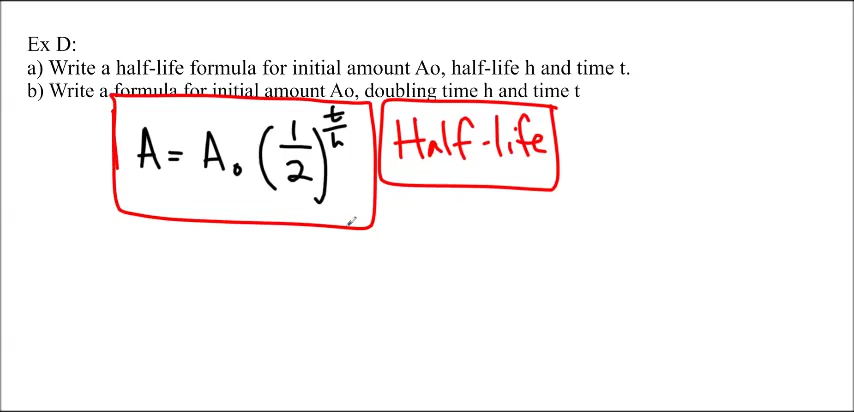 Ex D:
a) Write a half-life formula for initial amount Ao, half-life h and time t.
b) Write a formula for initial amount Ao, doubling time h and time t
A = A₀ (1/2)^(t/h) Half-life